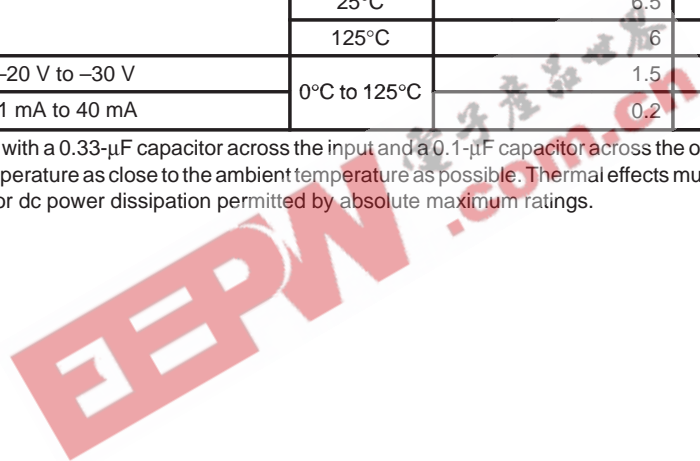 25°C 6.5
125°C 6
–20 V to –30 V 0°C to 125°C 1.5
1 mA to 40 mA 0.2
with a 0.33-μF capacitor across the input and a 0.1-μF capacitor across the o
perature as close to the ambient temperature as possible. Thermal effects mu
or dc power dissipation permitted by absolute maximum ratings.
電子產品世界
EEPW.com.cn